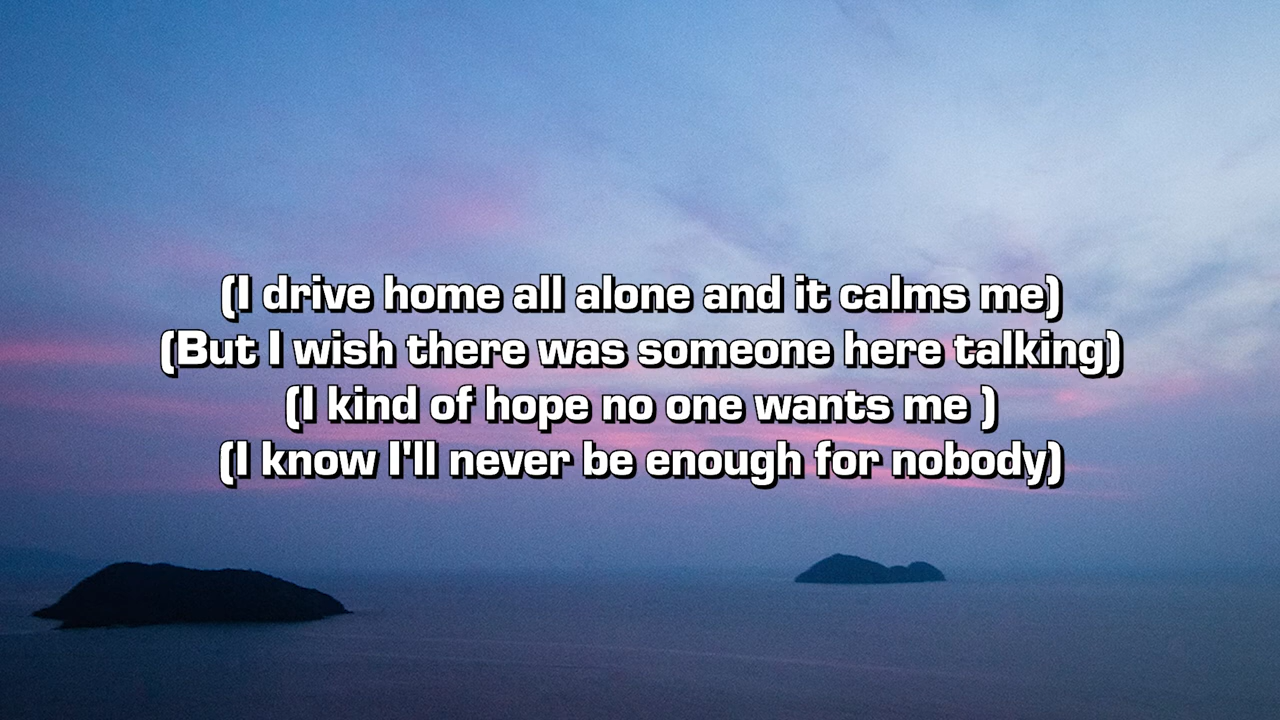 (I drive home all alone and it calms me)
(But I wish there was someone here talking)
(I kind of hope no one wants me )
(I know I'll never be enough for nobody)